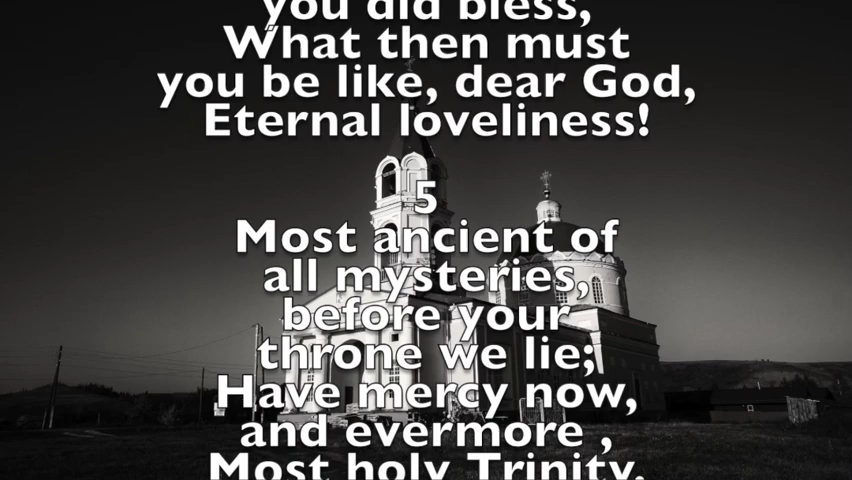 you did bless,
What then must
you be like, dear God,
Eternal loveliness!
5
Most ancient of
all mysteries,
before your
throne we lie;
Have mercy now,
and evermore ,
Most holy Trinity.